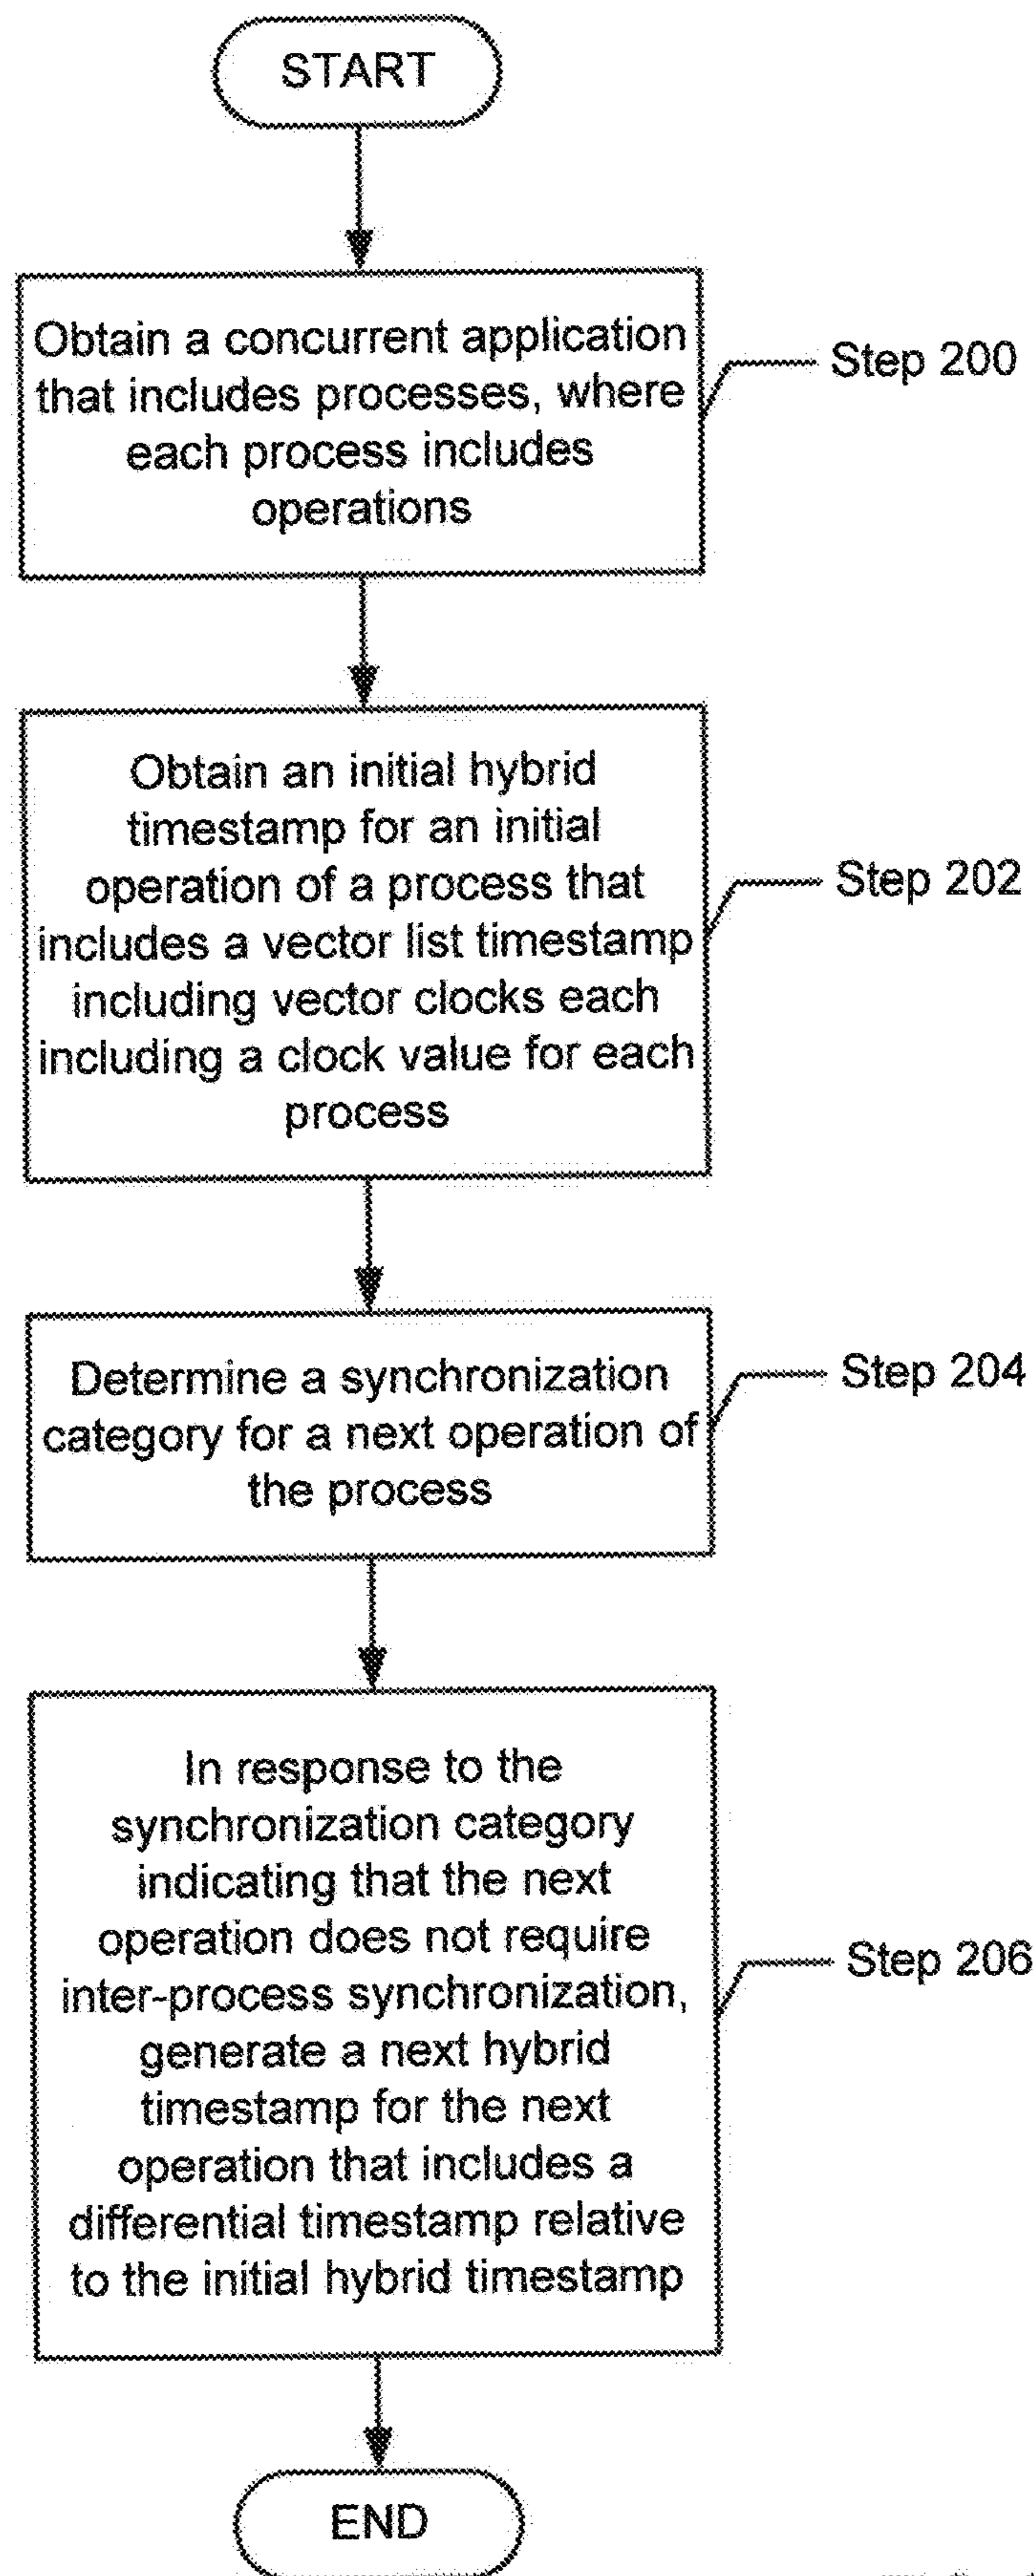 START
Obtain a concurrent application
that includes processes, where
each process includes
operations
Step 200
Obtain an initial hybrid
timestamp for an initial
operation of a process that
includes a vector list timestamp
including vector clocks each
including a clock value for each
process
Step 202
Determine a synchronization
category for a next operation of
the process
Step 204
In response to the
synchronization category
indicating that the next
operation does not require
inter-process synchronization,
generate a next hybrid
timestamp for the next
operation that includes a
differential timestamp relative
to the initial hybrid timestamp
Step 206
END